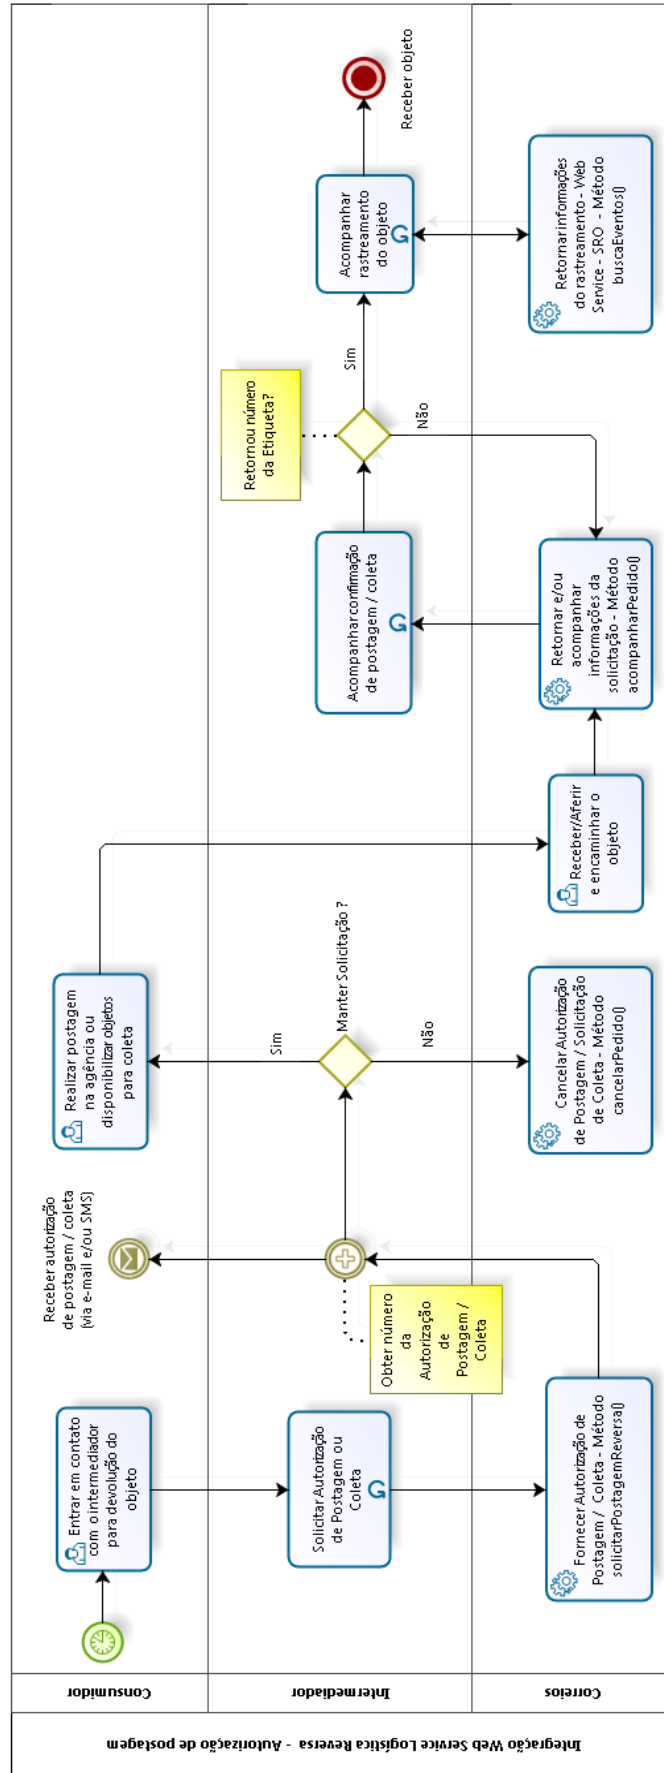 Integração Web Service Logística Reversa - Autorização de postagem
Consumidor
Intermediador
Correios
Entrar em contato
com o intermediador
para devolução do
objeto
Solicitar Autorização
de Postagem ou
Coleta
Fornecer Autorização de
Postagem / Coleta - Método
solicitarPostagemReversa()
Obter número
da
Autorização
de
Postagem /
Coleta
Receber autorização
de postagem / coleta
(via e-mail e/ou SMS)
Manter Solicitação ?
Sim
Não
Realizar postagem
na agência ou
disponibilizar objetos
para coleta
Cancelar Autorização
de Postagem / Solicitação
de Coleta - Método
cancelarPedido()
Receber/Aferir
e encaminhar o
objeto
Retornar e/ou
acompanhar
informações da
solicitação - Método
acompanharPedido()
Acompanhar confirmação
de postagem / coleta
Retornou número
da Etiqueta?
Sim
Não
Acompanhar
rastreamento
do objeto
Retornar informações
do rastreamento - Web
Service - SRO - Método
buscaEventos()
Receber objeto